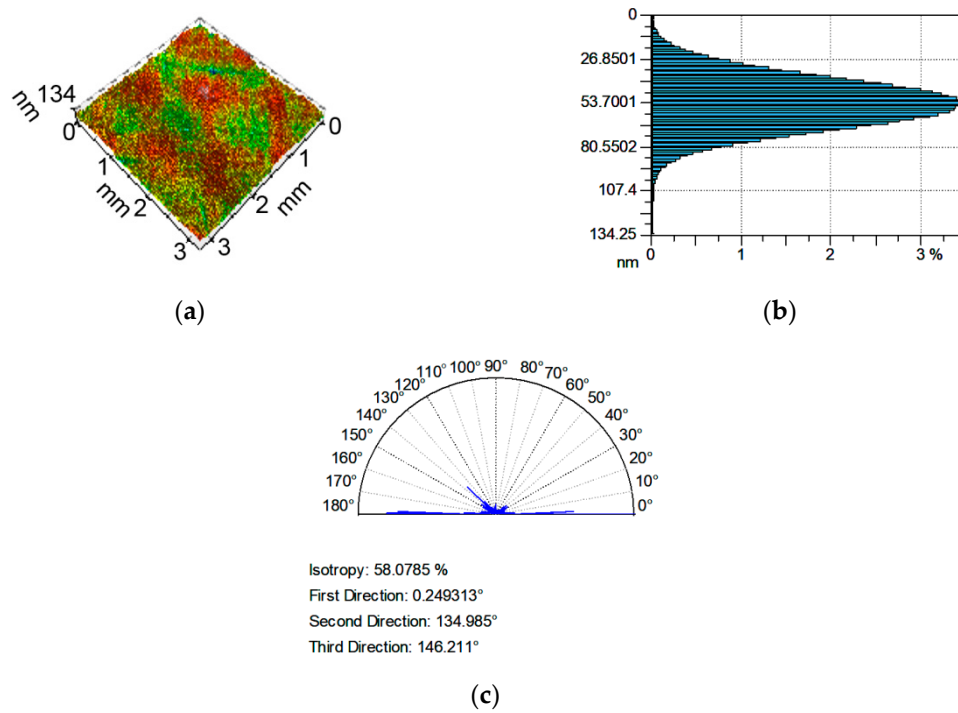 nm
134
0
1
2
3
mm
0
1
2
3
mm
(a)
0
26.8501
53.7001
80.5502
107.4
134.25
nm
0 1 2 3 %
(b)
180° 170° 160° 150° 140° 130° 120° 110° 100° 90° 80° 70° 60° 50° 40° 30° 20° 10° 0°
Isotropy: 58.0785 %
First Direction: 0.249313°
Second Direction: 134.985°
Third Direction: 146.211°
(c)